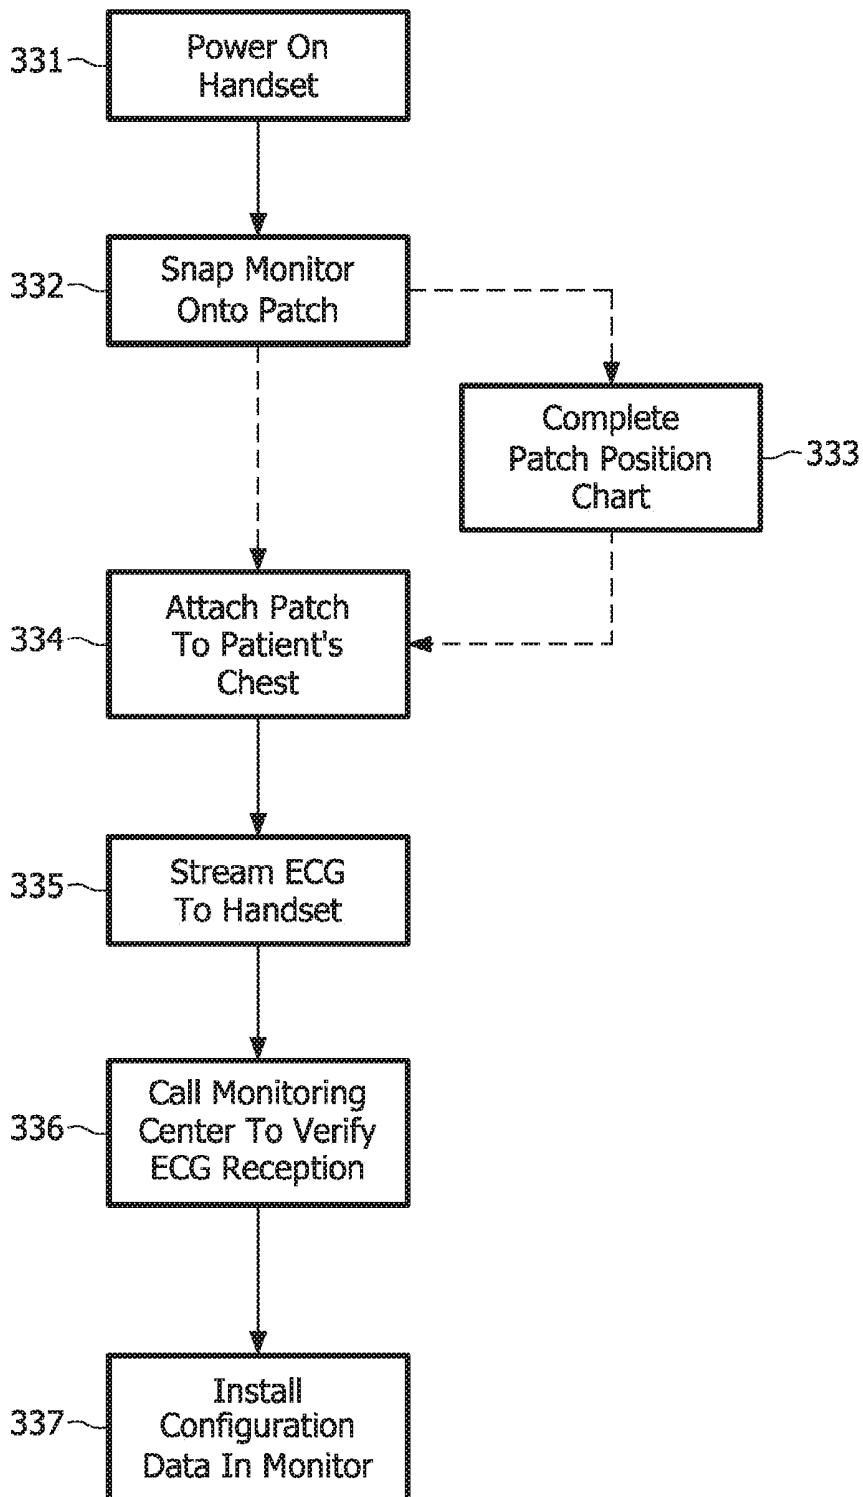 331
Power On
Handset
332
Snap Monitor
Onto Patch
Complete
Patch Position
Chart
333
334
Attach Patch
To Patient's
Chest
335
Stream ECG
To Handset
336
Call Monitoring
Center To Verify
ECG Reception
337
Install
Configuration
Data In Monitor